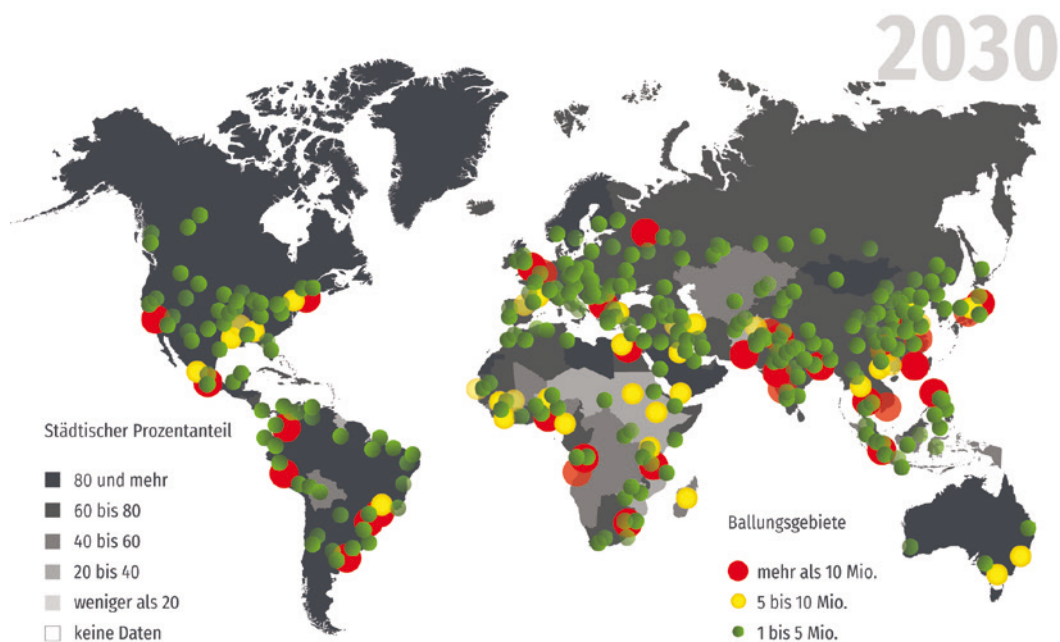 2030
Städtischer Prozentanteil
80 und mehr
60 bis 80
40 bis 60
20 bis 40
weniger als 20
keine Daten
Ballungsgebiete
mehr als 10 Mio.
5 bis 10 Mio.
1 bis 5 Mio.